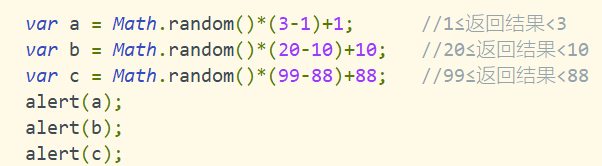 var a = Math.random()*(3-1)+1; //1≤返回结果<3
var b = Math.random()*(20-10)+10; //20≤返回结果<10
var c = Math.random()*(99-88)+88; //99≤返回结果<88
alert(a);
alert(b);
alert(c);